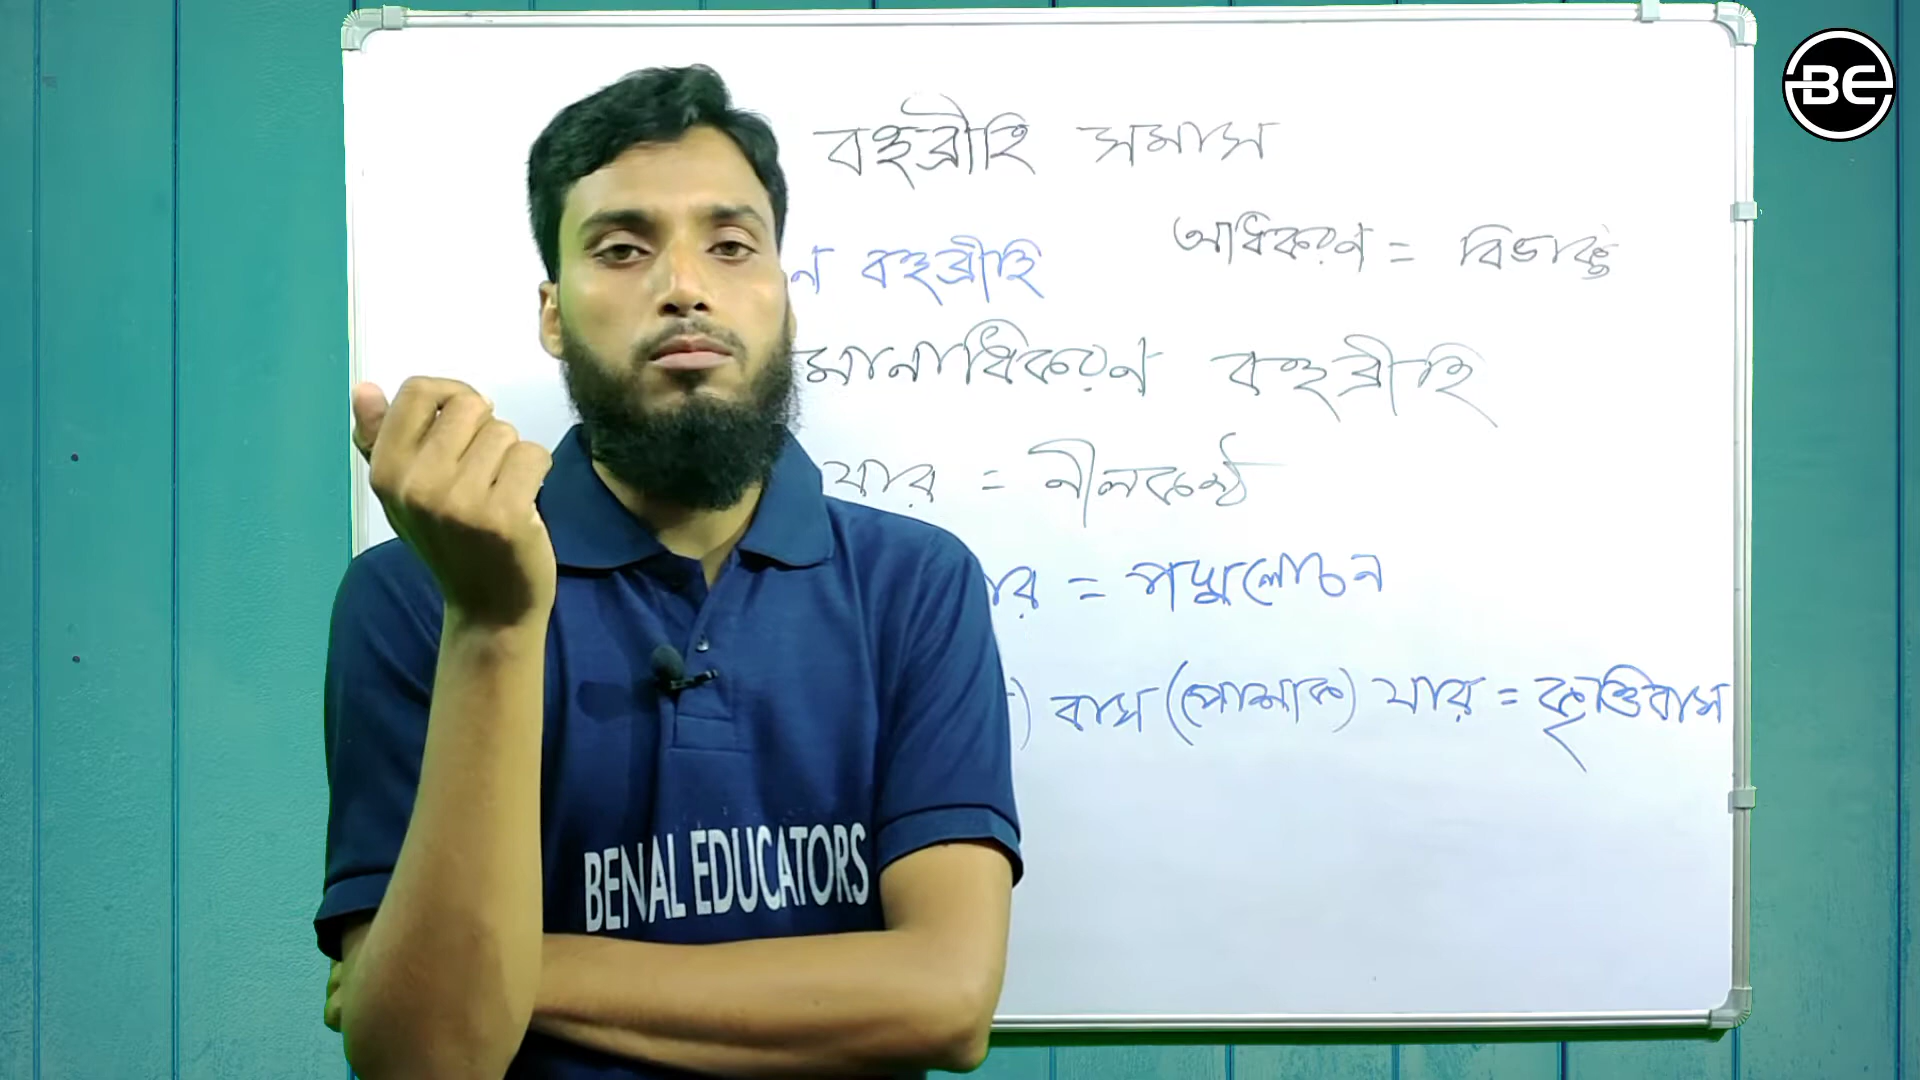 BE
বহুব্রীহি সমাস
অধিকরণ = বিভক্তি
ন বহুব্রীহি
মানাধিকরণ বহুব্রীহি
যার = নীলকণ্ঠ
ার = পদ্মলোচন
) বাস (পোশাক) যার = কৃত্তিবাস
BENAL EDUCATORS